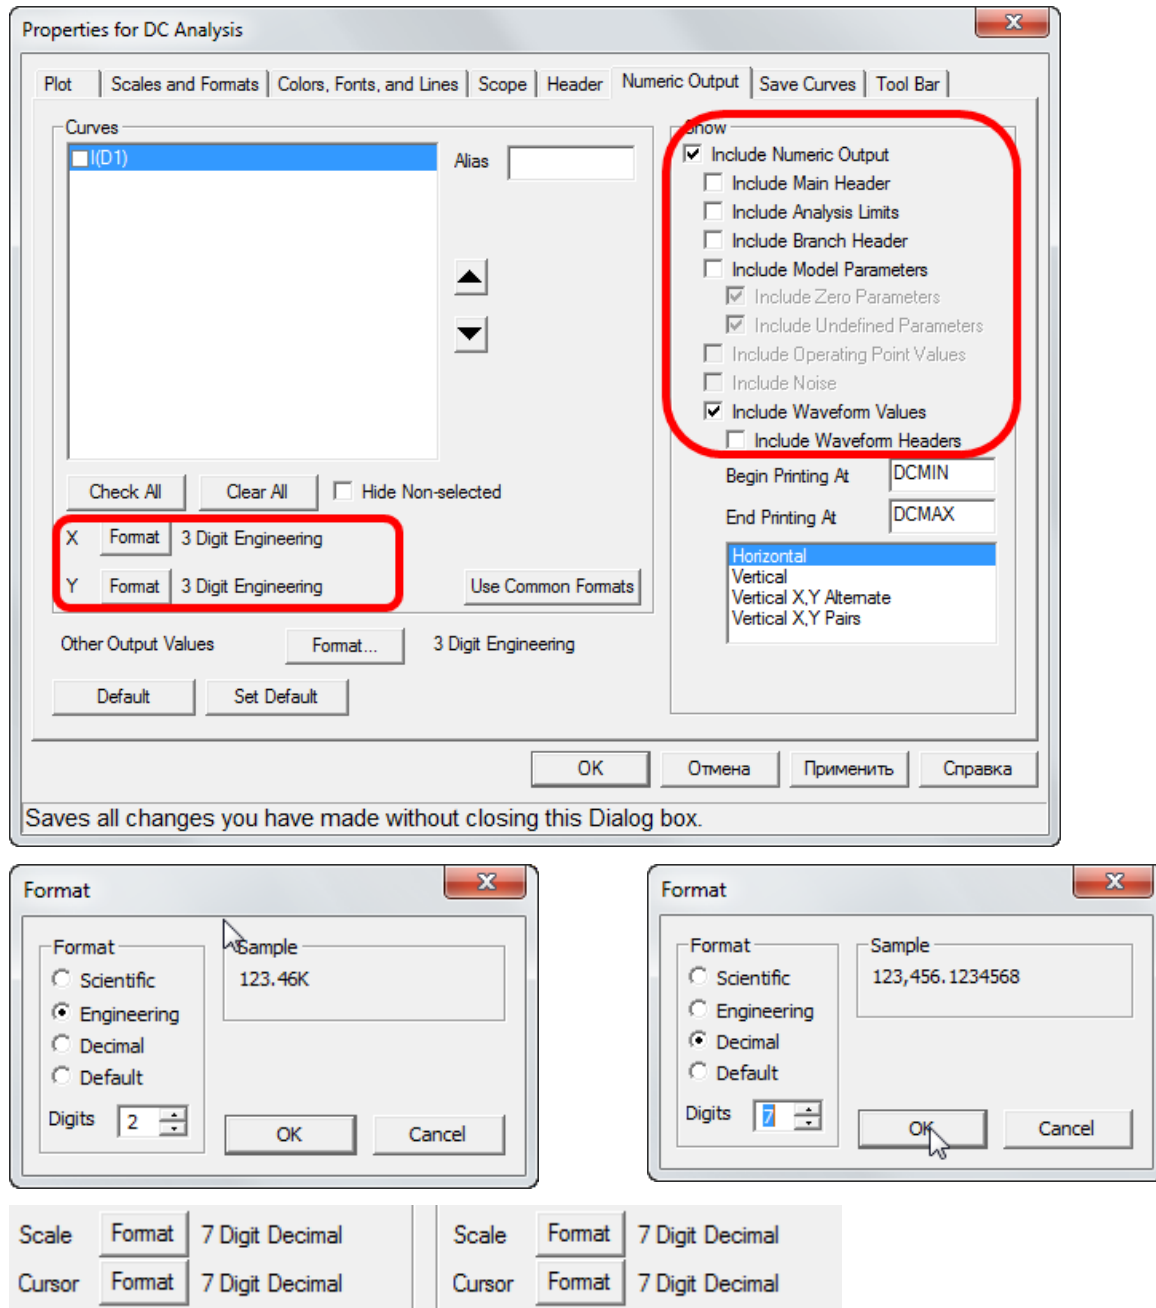 Properties for DC Analysis
Plot Scales and Formats Colors, Fonts, and Lines Scope Header Numeric Output Save Curves Tool Bar
Curves
I(D1)
Alias
Check All Clear All Hide Non-selected
X Format 3 Digit Engineering
Y Format 3 Digit Engineering Use Common Formats
Other Output Values Format... 3 Digit Engineering
Default Set Default
Show
Include Numeric Output
Include Main Header
Include Analysis Limits
Include Branch Header
Include Model Parameters
Include Zero Parameters
Include Undefined Parameters
Include Operating Point Values
Include Noise
Include Waveform Values
Include Waveform Headers
Begin Printing At DCMIN
End Printing At DCMAX
Horizontal
Vertical
Vertical X,Y Alternate
Vertical X,Y Pairs
OK Отмена Применить Справка
Saves all changes you have made without closing this Dialog box.
Format
Format
Scientific
Engineering
Decimal
Default
Digits 2
Sample
123.46K
OK Cancel
Format
Format
Scientific
Engineering
Decimal
Default
Digits 7
Sample
123,456.1234568
OK Cancel
Scale Format 7 Digit Decimal Scale Format 7 Digit Decimal
Cursor Format 7 Digit Decimal Cursor Format 7 Digit Decimal